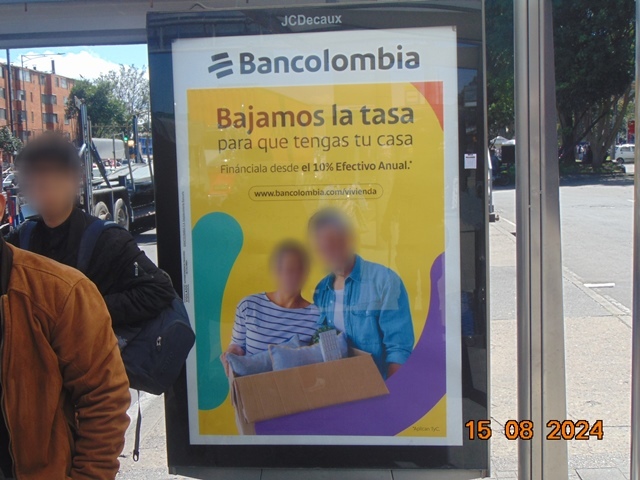 JCDecaux
Bancolombia
Bajamos la tasa
para que tengas tu casa
Finánciala desde el 10% Efectivo Anual.*
www.bancolombia.com/vivienda
15 08 2024